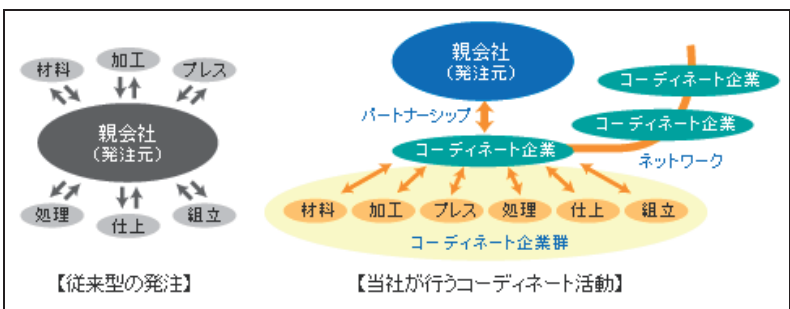 材料
加工
プレス
親会社
(発注元)
処理
仕上
組立
【従来型の発注】
親会社
(発注元)
パートナーシップ
コーディネート企業
コーディネート企業
コーディネート企業
ネットワーク
材料
加工
プレス
処理
仕上
組立
コーディネート企業群
【当社が行うコーディネート活動】